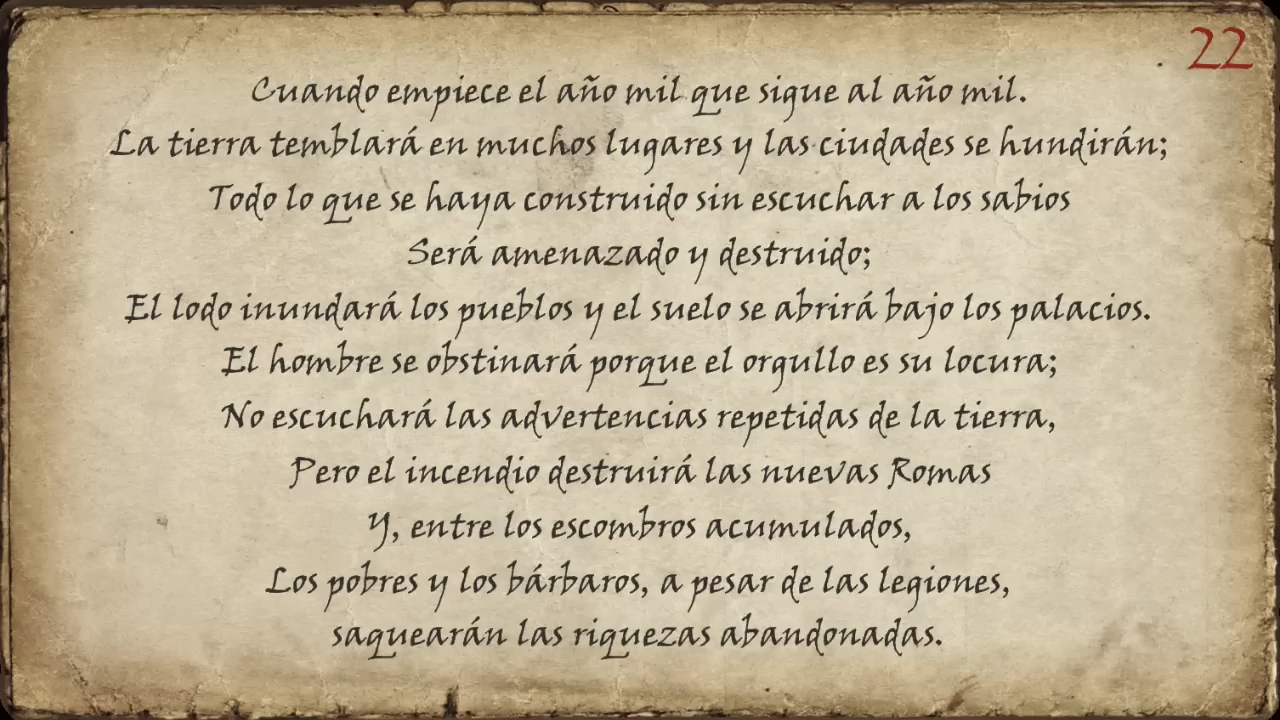 22
Cuando empiece el año mil que sigue al año mil.
La tierra temblará en muchos lugares y las ciudades se hundirán;
Todo lo que se haya construido sin escuchar a los sabios
Será amenazado y destruido;
El lodo inundará los pueblos y el suelo se abrirá bajo los palacios.
El hombre se obstinará porque el orgullo es su locura;
No escuchará las advertencias repetidas de la tierra,
Pero el incendio destruirá las nuevas Romas
Y, entre los escombros acumulados,
Los pobres y los bárbaros, a pesar de las legiones,
saquearán las riquezas abandonadas.